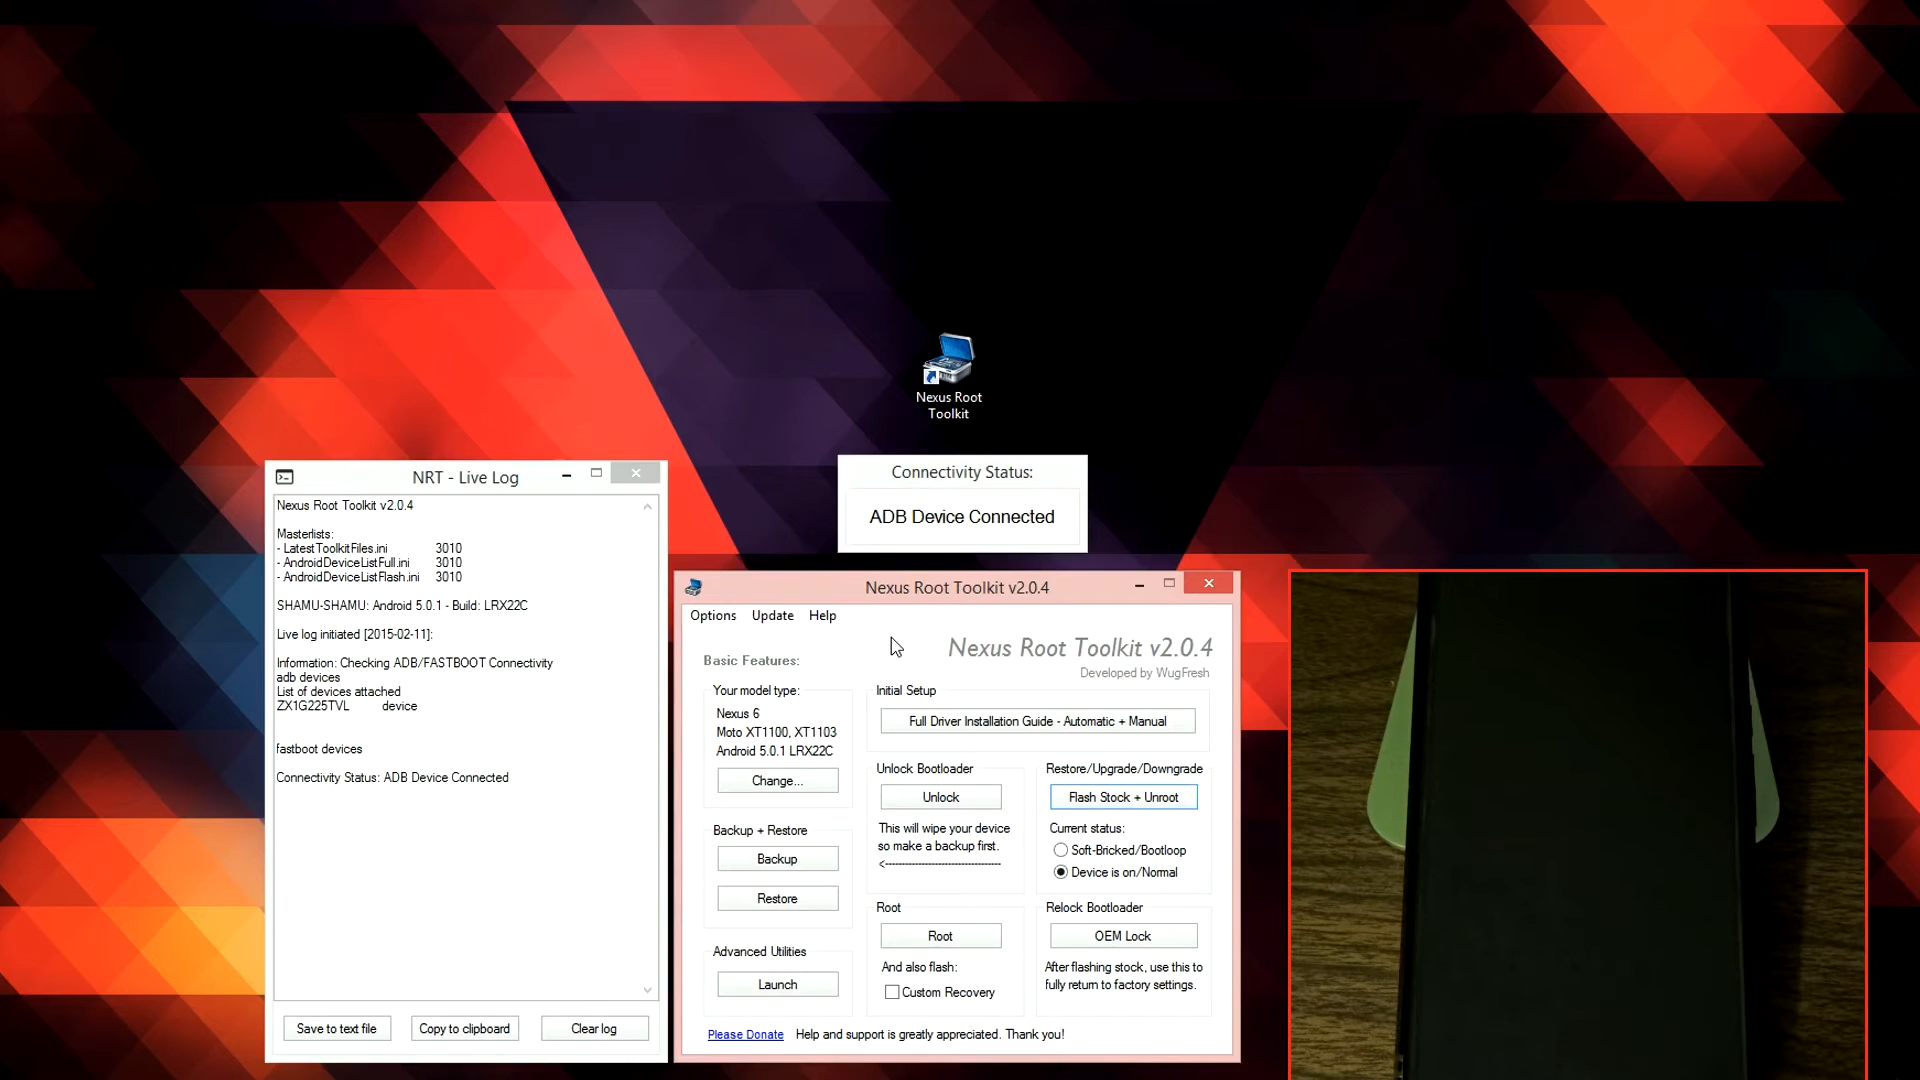 Nexus Root
Toolkit
Connectivity Status:
ADB Device Connected
NRT - Live Log
Nexus Root Toolkit v2.0.4
Masterlists:
- LatestToolkitFiles.ini 3010
- AndroidDeviceListFull.ini 3010
- AndroidDeviceListFlash.ini 3010
SHAMU-SHAMU: Android 5.0.1 - Build: LRX22C
Live log initiated [2015-02-11]:
Information: Checking ADB/FASTBOOT Connectivity
adb devices
List of devices attached
ZX1G225TVL device
fastboot devices
Connectivity Status: ADB Device Connected
Save to text file
Copy to clipboard
Clear log
Nexus Root Toolkit v2.0.4
Options Update Help
Nexus Root Toolkit v2.0.4
Developed by WugFresh
Basic Features:
Your model type:
Nexus 6
Moto XT1100, XT1103
Android 5.0.1 LRX22C
Change...
Backup + Restore
Backup
Restore
Advanced Utilities
Launch
Initial Setup
Full Driver Installation Guide - Automatic + Manual
Unlock Bootloader
Unlock
This will wipe your device
so make a backup first.
<-------------------------------
Restore/Upgrade/Downgrade
Flash Stock + Unroot
Current status:
Soft-Bricked/Bootloop
Device is on/Normal
Root
Root
And also flash:
Custom Recovery
Relock Bootloader
OEM Lock
After flashing stock, use this to
fully return to factory settings.
Please Donate Help and support is greatly appreciated. Thank you!